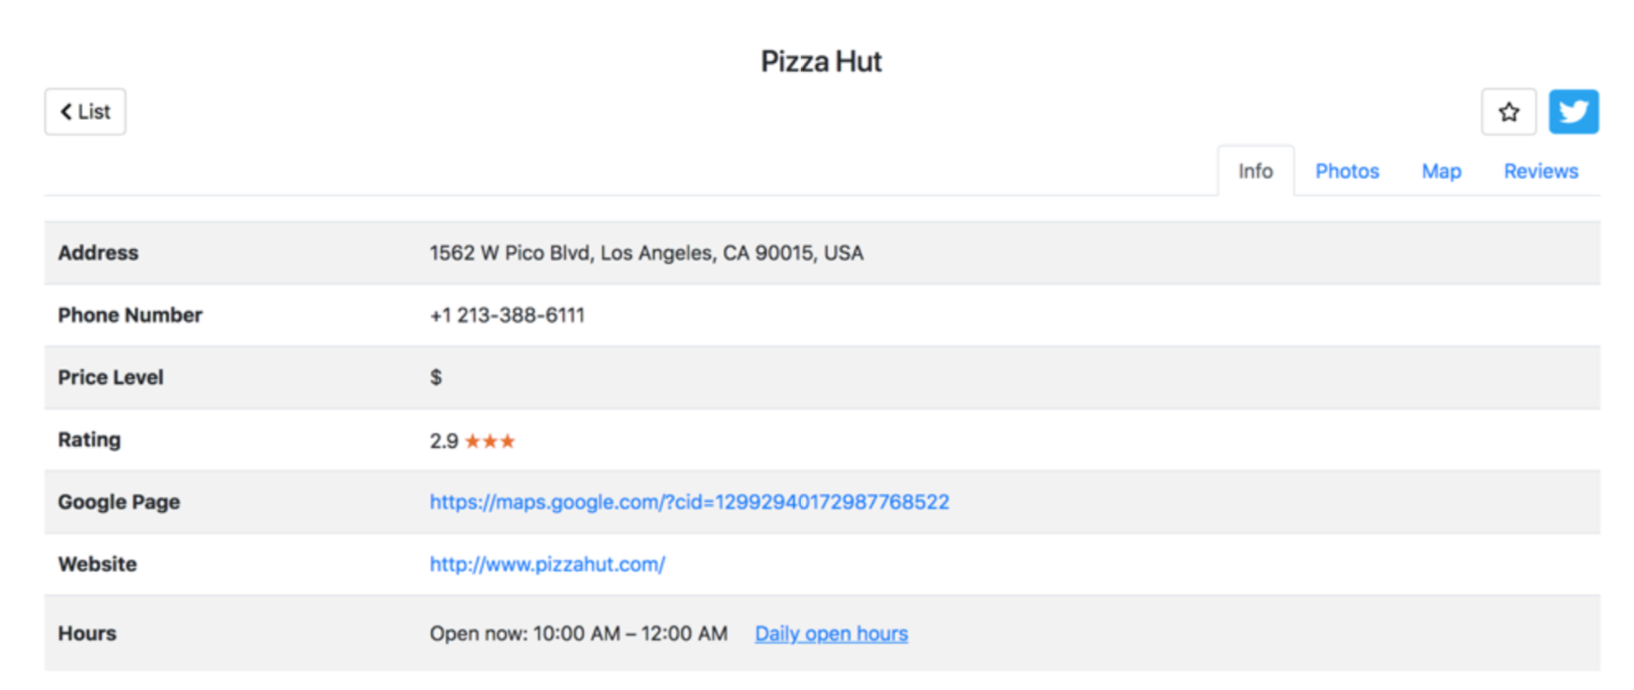 Pizza Hut
List
Info Photos Map Reviews
Address 1562 W Pico Blvd, Los Angeles, CA 90015, USA
Phone Number +1 213-388-6111
Price Level $
Rating 2.9 ★★★
Google Page https://maps.google.com/?cid=12992940172987768522
Website http://www.pizzahut.com/
Hours Open now: 10:00 AM – 12:00 AM Daily open hours